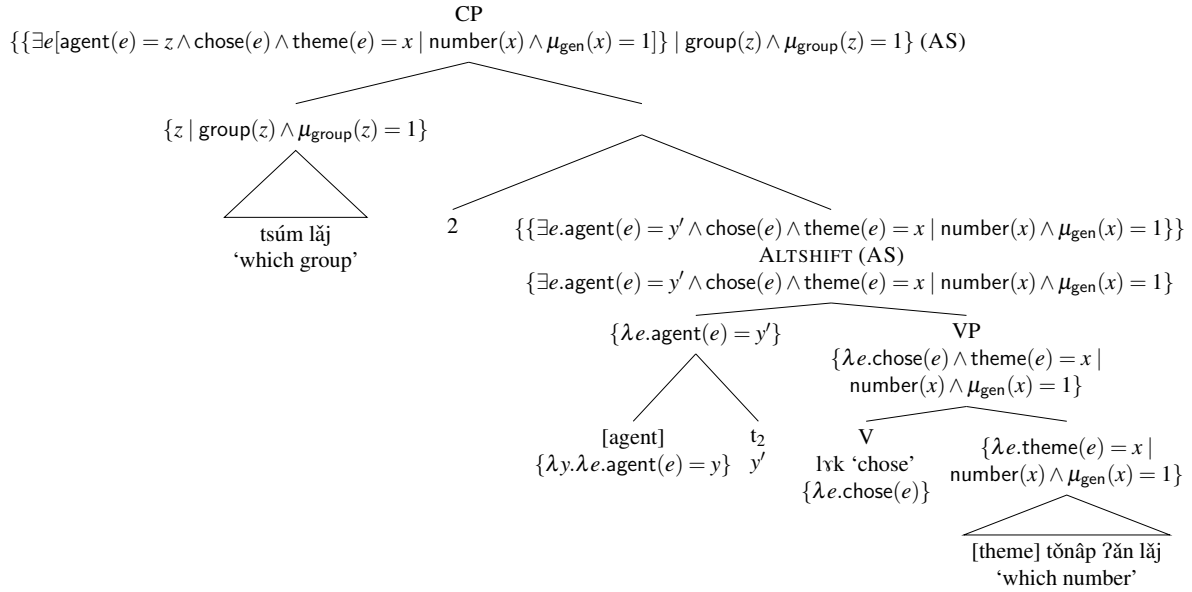 CP
{{∃e[agent(e) = z ∧ chose(e) ∧ theme(e) = x | number(x) ∧ μgen(x) = 1]} | group(z) ∧ μgroup(z) = 1} (AS)
{z | group(z) ∧ μgroup(z) = 1}
tsúm lǎj
‘which group’
2
{{∃e.agent(e) = y′ ∧ chose(e) ∧ theme(e) = x | number(x) ∧ μgen(x) = 1}}
ALTSHIFT (AS)
{∃e.agent(e) = y′ ∧ chose(e) ∧ theme(e) = x | number(x) ∧ μgen(x) = 1}
{λe.agent(e) = y′}
VP
{λe.chose(e) ∧ theme(e) = x |
number(x) ∧ μgen(x) = 1}
[agent]
{λy.λe.agent(e) = y}
t2
y′
V
lɤk ‘chose’
{λe.chose(e)}
{λe.theme(e) = x |
number(x) ∧ μgen(x) = 1}
[theme] tǒnâp ʔǎn lǎj
‘which number’